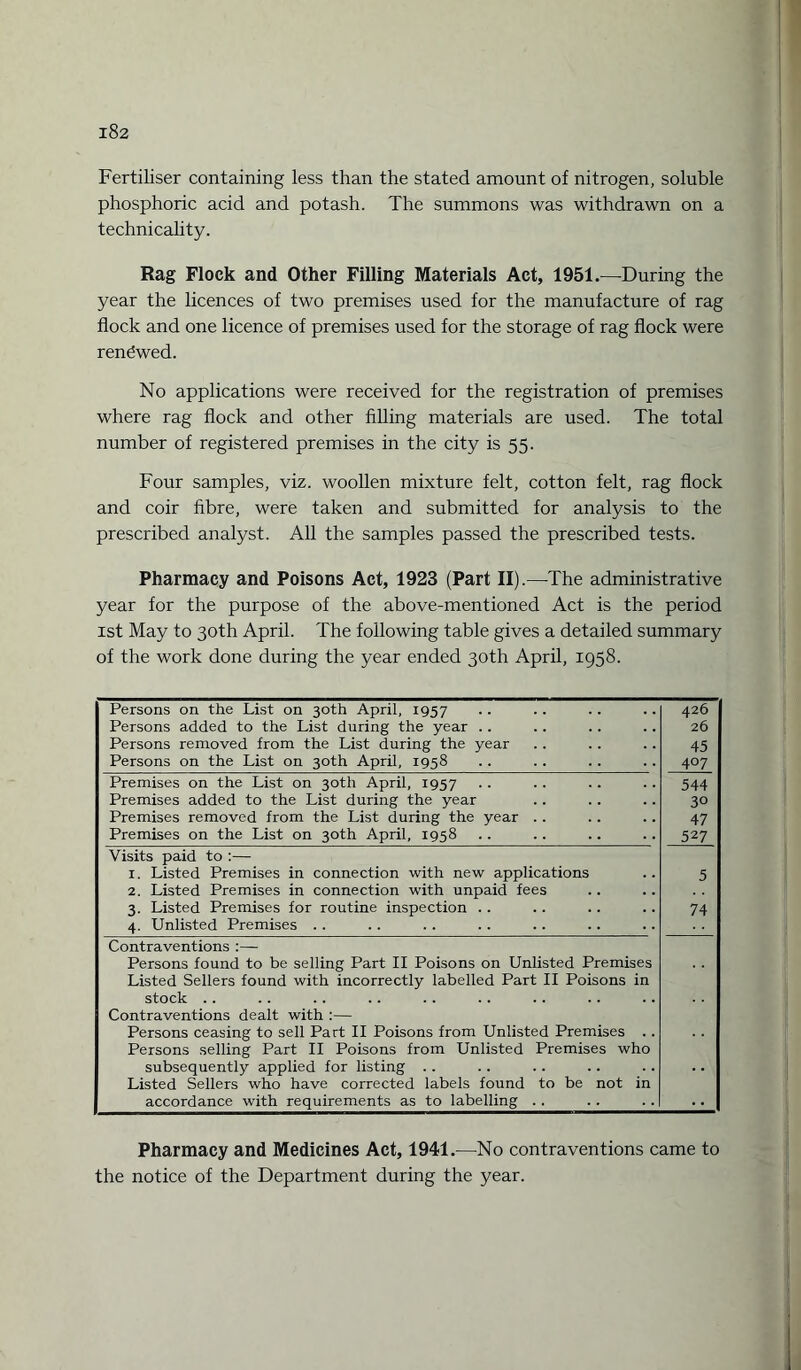 182
Fertiliser containing less than the stated amount of nitrogen, soluble
phosphoric acid and potash. The summons was withdrawn on a
technicality.
Rag Flock and Other Filling Materials Act, 1951.—During the
year the licences of two premises used for the manufacture of rag
flock and one licence of premises used for the storage of rag flock were
renéwed.
No applications were received for the registration of premises
where rag flock and other filling materials are used. The total
number of registered premises in the city is 55.
Four samples, viz. woollen mixture felt, cotton felt, rag flock
and coir fibre, were taken and submitted for analysis to the
prescribed analyst. All the samples passed the prescribed tests.
Pharmacy and Poisons Act, 1923 (Part II).—The administrative
year for the purpose of the above-mentioned Act is the period
1st May to 30th April. The following table gives a detailed summary
of the work done during the year ended 30th April, 1958.
Persons on the List on 30th April, 1957 .. .. .. .. 426
Persons added to the List during the year .. .. .. .. 26
Persons removed from the List during the year .. .. .. 45
Persons on the List on 30th April, 1958 .. .. .. .. 407
Premises on the List on 30th April, 1957 .. .. .. .. 544
Premises added to the List during the year .. .. .. 30
Premises removed from the List during the year .. .. .. 47
Premises on the List on 30th April, 1958 .. .. .. .. 527
Visits paid to :—
1. Listed Premises in connection with new applications .. 5
2. Listed Premises in connection with unpaid fees .. .. ..
3. Listed Premises for routine inspection .. .. .. .. 74
4. Unlisted Premises .. .. .. .. .. .. .. ..
Contraventions :—
Persons found to be selling Part II Poisons on Unlisted Premises ..
Listed Sellers found with incorrectly labelled Part II Poisons in
stock .. .. .. .. .. .. .. .. .. ..
Contraventions dealt with :—
Persons ceasing to sell Part II Poisons from Unlisted Premises .. ..
Persons selling Part II Poisons from Unlisted Premises who
subsequently applied for listing .. .. .. .. .. ..
Listed Sellers who have corrected labels found to be not in
accordance with requirements as to labelling .. .. .. ..
Pharmacy and Medicines Act, 1941.—No contraventions came to
the notice of the Department during the year.